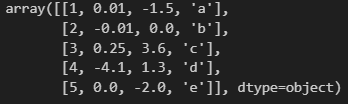 array([[1, 0.01, -1.5, 'a'],
[2, -0.01, 0.0, 'b'],
[3, 0.25, 3.6, 'c'],
[4, -4.1, 1.3, 'd'],
[5, 0.0, -2.0, 'e']], dtype=object)